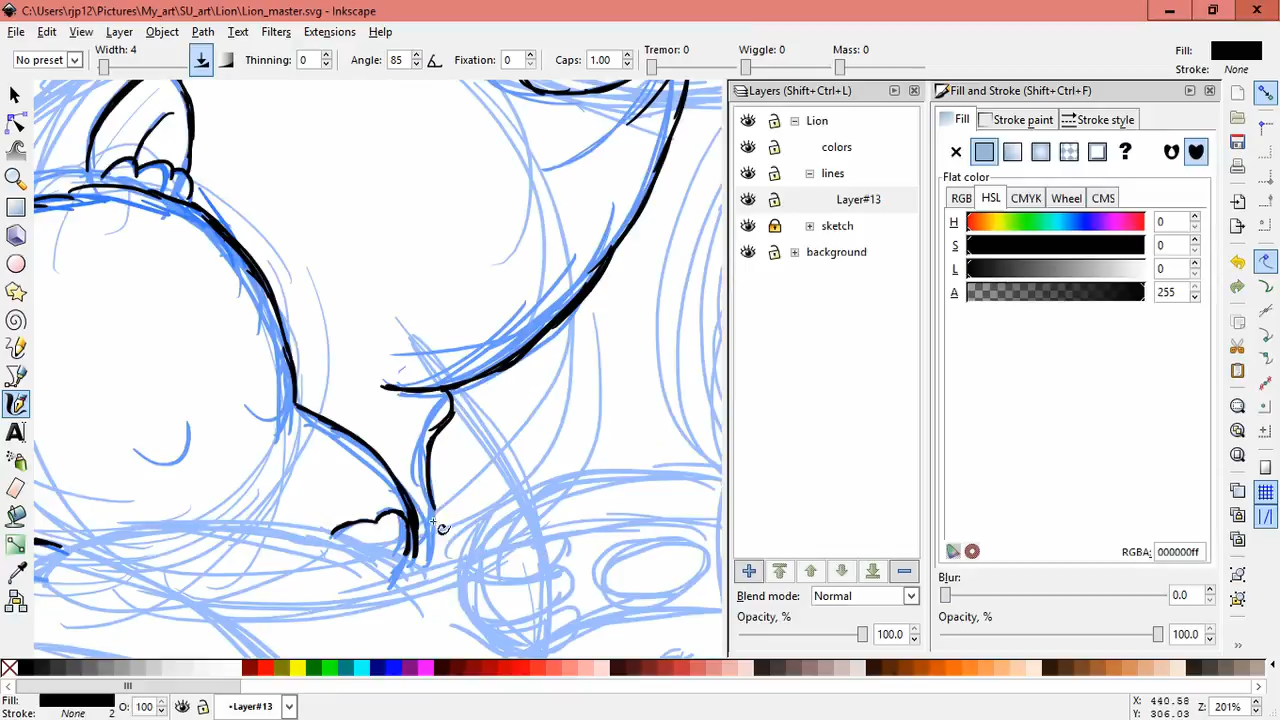 C:\Users\rjp12\Pictures\My_art\SU_art\Lion\Lion_master.svg - Inkscape
File Edit View Layer Object Path Text Filters Extensions Help
No preset Width: 4 Thinning: 0 Angle: 85 Fixation: 0 Caps: 1.00 Tremor: 0 Wiggle: 0 Mass: 0 Fill:
Stroke: None
Layers (Shift+Ctrl+L)
Lion
colors
lines
Layer#13
sketch
background
Blend mode: Normal
Opacity, % 100.0
Fill and Stroke (Shift+Ctrl+F)
Fill Stroke paint Stroke style
?
Flat color
RGB HSL CMYK Wheel CMS
H 0
S 0
L 0
A 255
RGBA: 000000ff
Blur:
0.0
Opacity, %
100.0
Fill:
Stroke: None 2 O: 100 •Layer#13
X: 440.58
Y: 306.03
Z: 201%